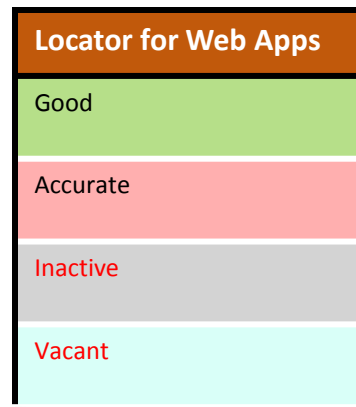 Locator for Web Apps
Good
Accurate
Inactive
Vacant